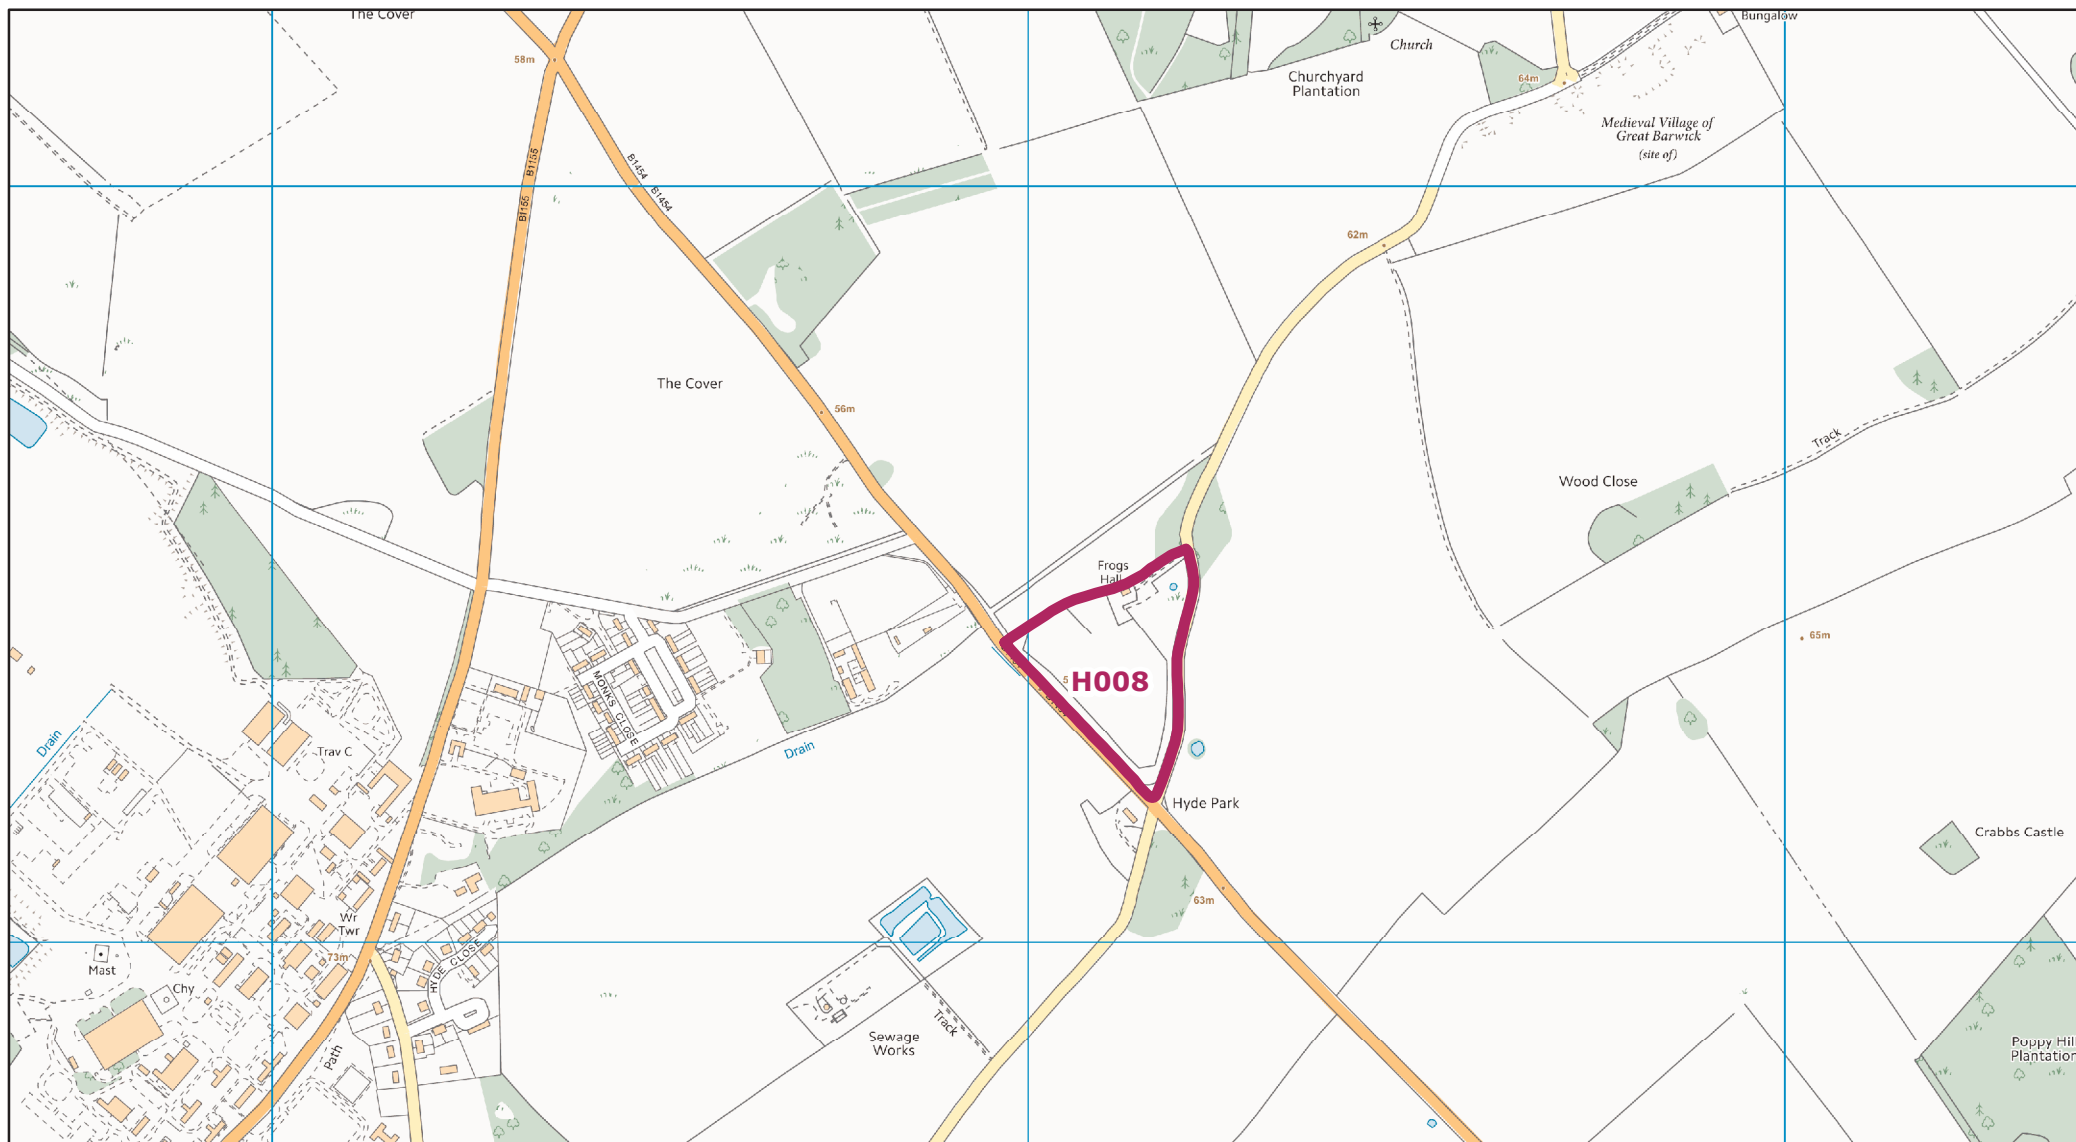 The Cover
Bungalow
Church
58m
64m
Churchyard
Plantation
Medieval Village of
Great Barwick
(site of)
B1155
B1454
B1454
B1155
62m
The Cover
56m
Track
Wood Close
Frogs
Hall
65m
H008
MONKS CLOSE
Drain
Drain
Trav C
Hyde Park
Crabbs Castle
63m
Wr
Twr
73m
HYDE CLOSE
Mast
Chy
Track
Sewage
Works
Path
Poppy Hill
Plantation